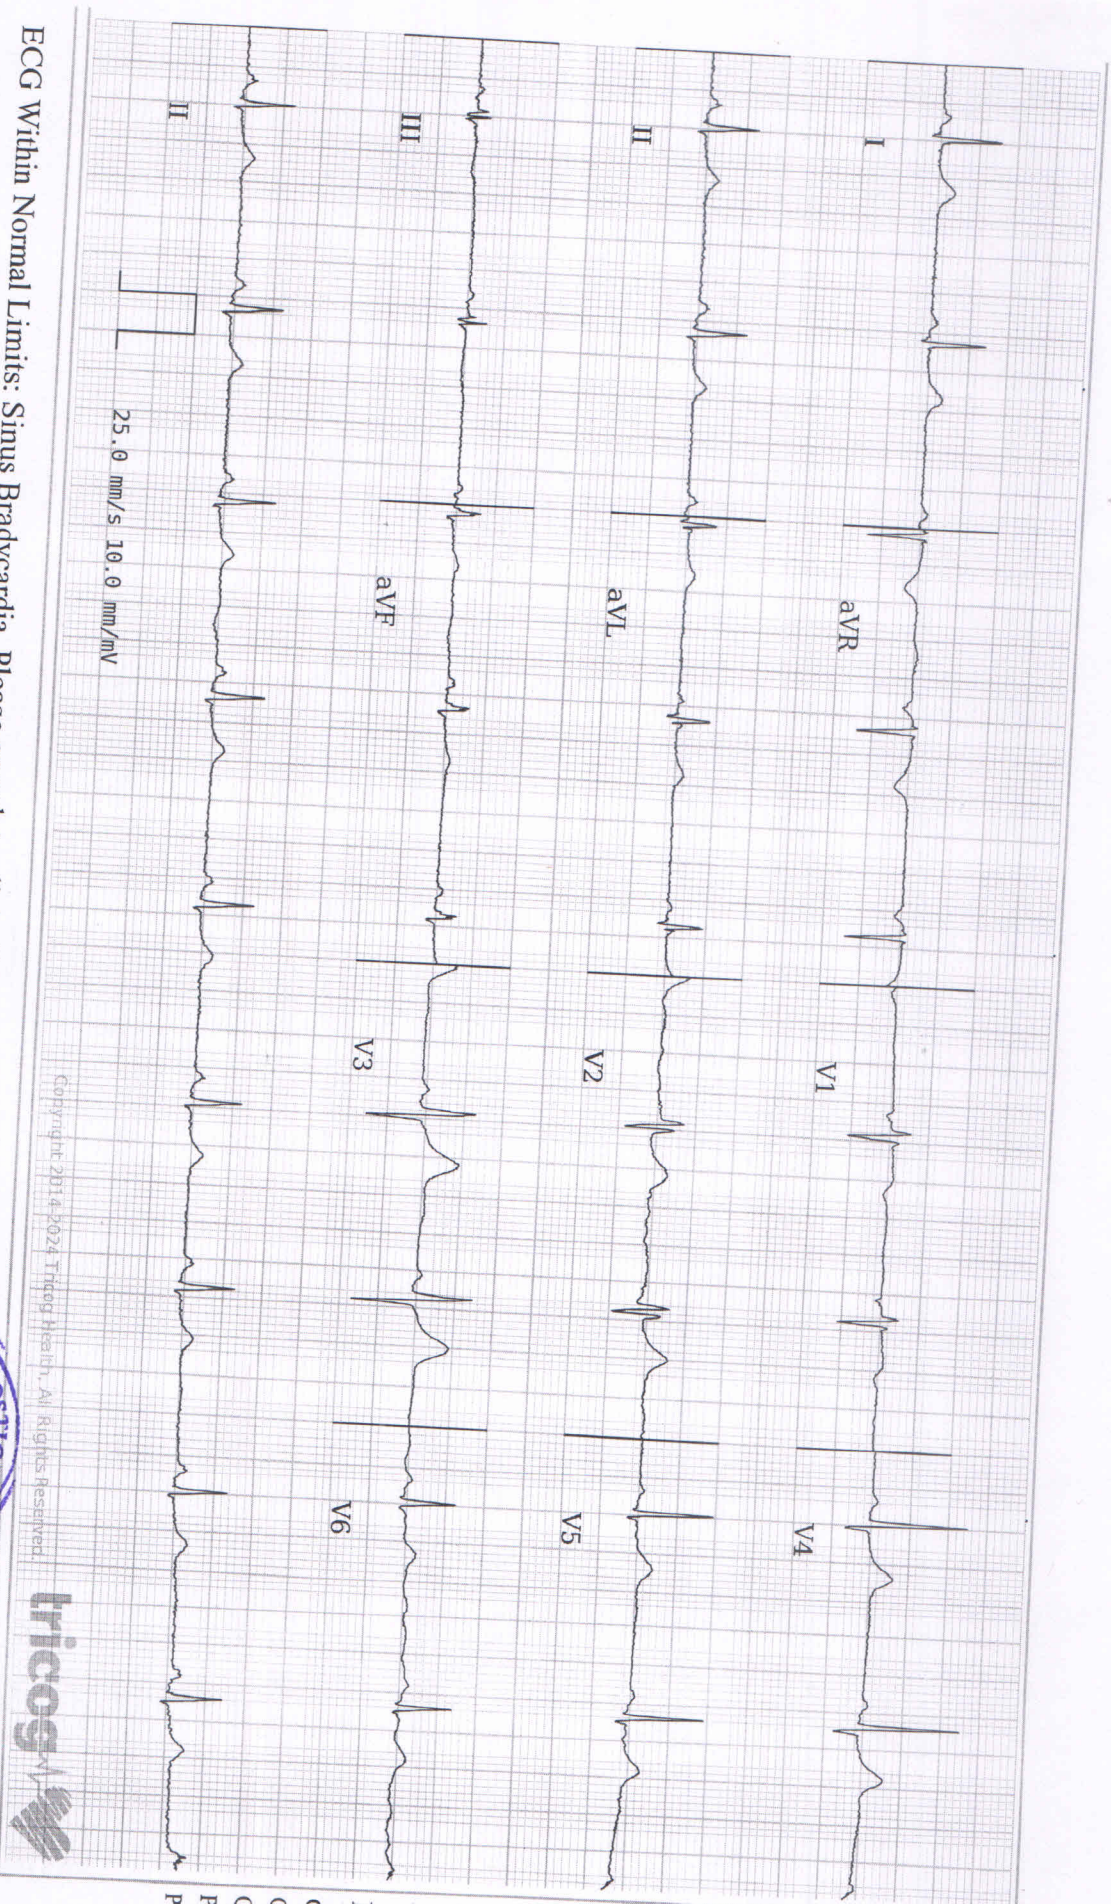 I
aVR
V1
V4
II
aVL
V2
V5
III
aVF
V3
V6
II
25.0 mm/s 10.0 mm/mV
Copyright 2014-2024 Tricog Health, All Rights Reserved.
tricog
ECG Within Normal Limits: Sinus Bradycardia. Please